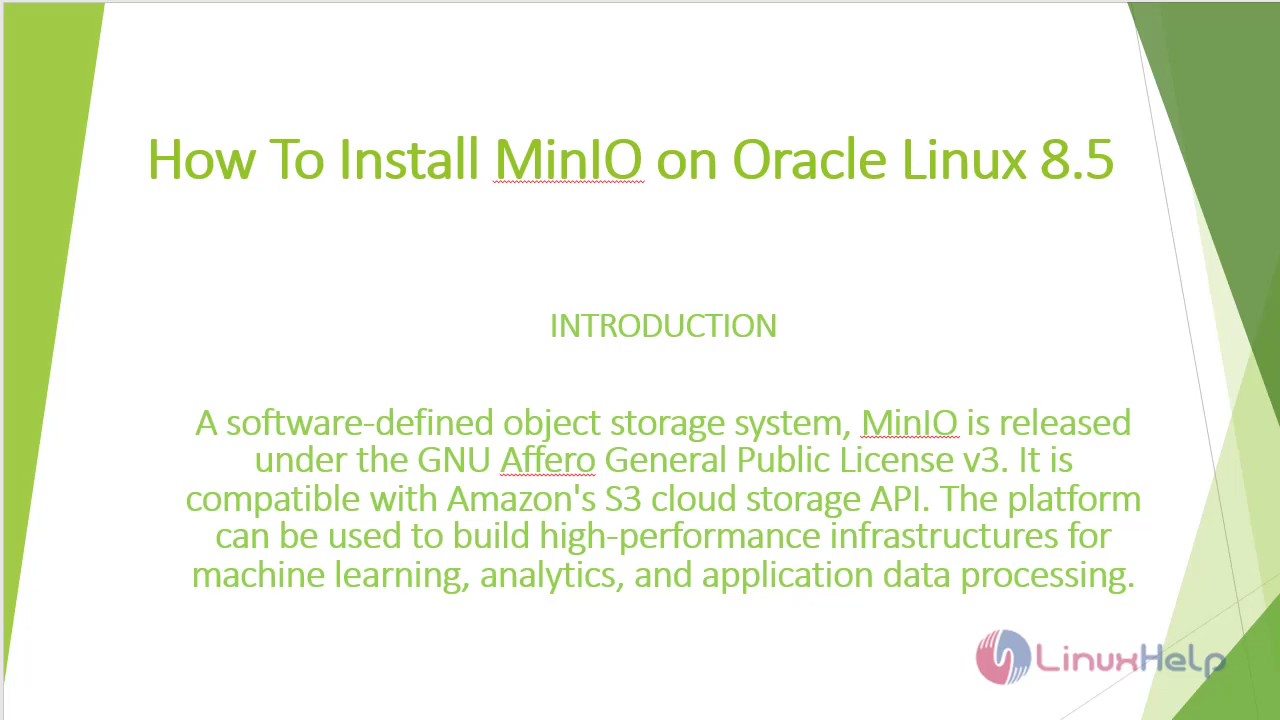 How To Install MinIO on Oracle Linux 8.5
INTRODUCTION
A software-defined object storage system, MinIO is released
under the GNU Affero General Public License v3. It is
compatible with Amazon's S3 cloud storage API. The platform
can be used to build high-performance infrastructures for
machine learning, analytics, and application data processing.
LinuxHelp